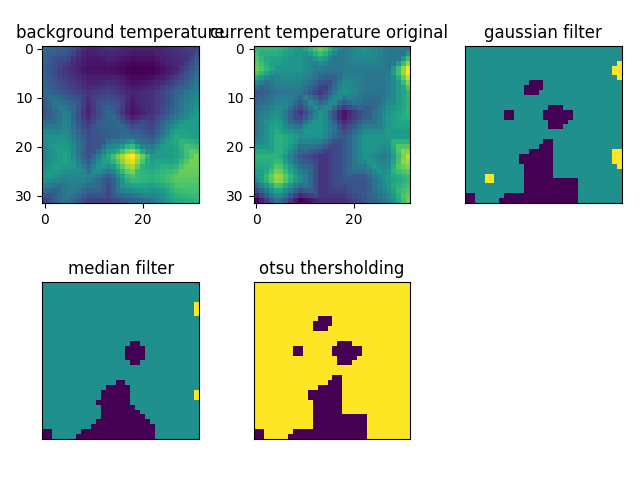 background temperature
current temperature original
gaussian filter
0
10
20
30
0
20
0
10
20
30
0
20
median filter
otsu thersholding